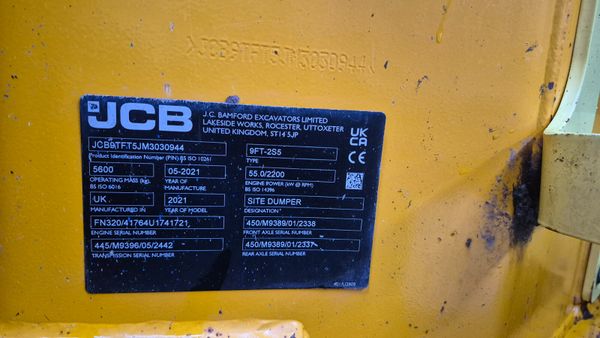 >JCB9TFT5JM3030944<
JCB
J.C. BAMFORD EXCAVATORS LIMITED
LAKESIDE WORKS, ROCESTER, UTTOXETER
UNITED KINGDOM, ST14 5JP
UK
CA
CE
JCB9TFT5JM3030944
Product Identification Number (PIN) BS ISO 10261
9FT-2S5
TYPE
5600
OPERATING MASS (kg)
BS ISO 6016
05-2021
YEAR OF
MANUFACTURE
55.0/2200
ENGINE POWER (kW @ RPM)
BS ISO 14396
UK
MANUFACTURED IN
2021
YEAR OF MODEL
SITE DUMPER
DESIGNATION
FN320/41764U1741721
ENGINE SERIAL NUMBER
450/M9389/01/2338
FRONT AXLE SERIAL NUMBER
445/M9396/05/2442
TRANSMISSION SERIAL NUMBER
450/M9389/01/2337
REAR AXLE SERIAL NUMBER